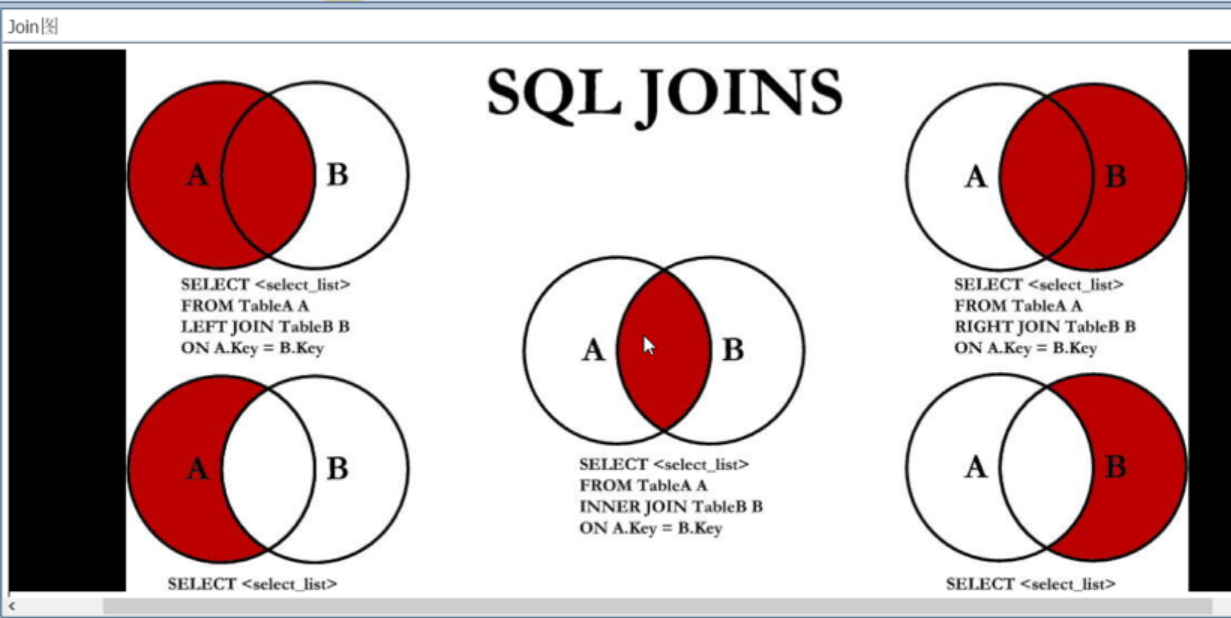 Join图
SQL JOINS
A B
SELECT <select_list>
FROM TableA A
LEFT JOIN TableB B
ON A.Key = B.Key
A B
SELECT <select_list>
FROM TableA A
INNER JOIN TableB B
ON A.Key = B.Key
A B
SELECT <select_list>
FROM TableA A
RIGHT JOIN TableB B
ON A.Key = B.Key
A B
SELECT <select_list>
A B
SELECT <select_list>